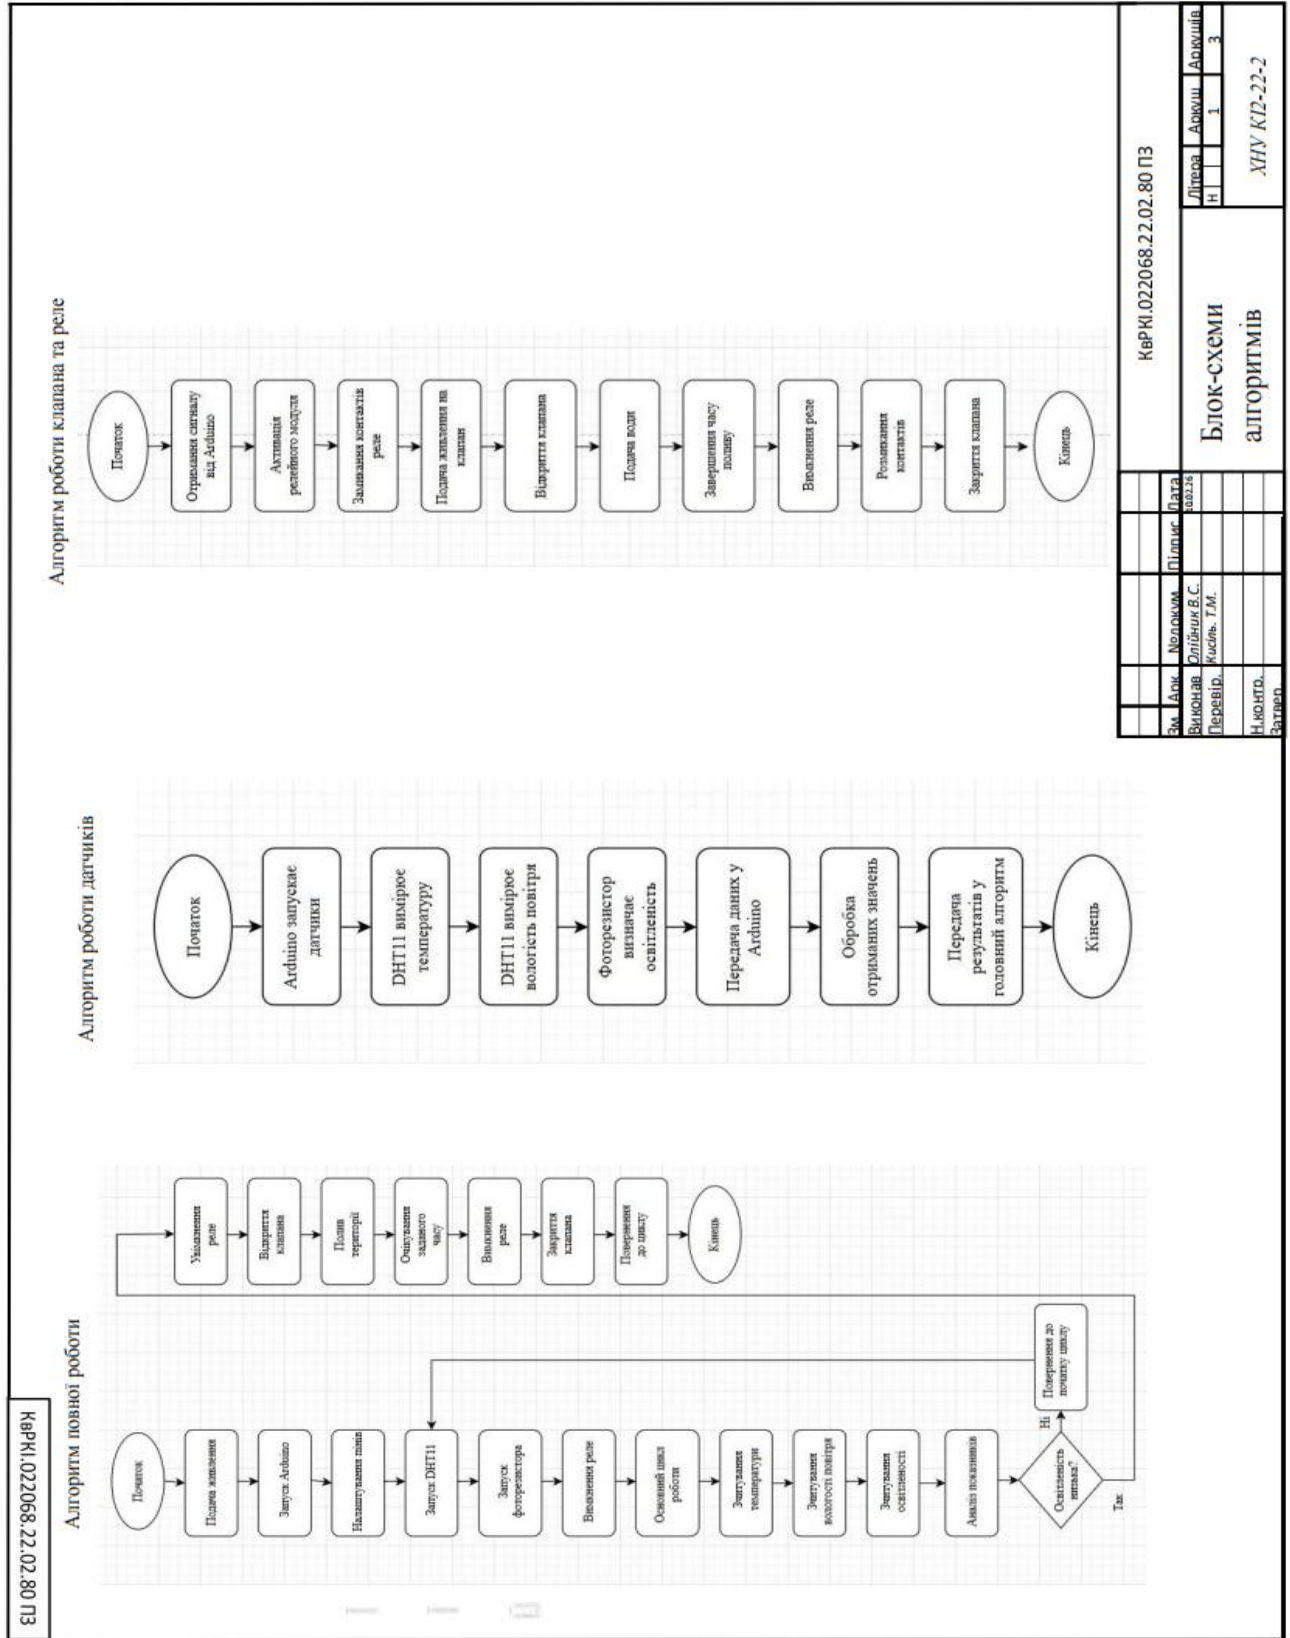 КвРКІ.022068.22.02.80 ПЗ
Алгоритм повної роботи
Початок
Подача живлення
Запуск Arduino
Налаштування пінів
Запуск DHT11
Запуск
фоторезистора
Вимкнення реле
Основний цикл
роботи
Зчитування
температури
Зчитування
вологості повітря
Зчитування
освітленності
Аналіз показників
Освітленість
низька?
Ні
Так
Повернення до
початку циклу
Увімкнення
реле
Відкриття
клапана
Полив
території
Очікування
заданого
часу
Вимкнення
реле
Закриття
клапана
Повернення
до циклу
Кінець
Алгоритм роботи датчиків
Початок
Arduino запускає
датчики
DHT11 вимірює
температуру
DHT11 вимірює
вологість повітря
Фоторезистор
визначає
освітленість
Передача даних у
Arduino
Обробка
отриманих значень
Передача
результатів у
головний алгоритм
Кінець
Алгоритм роботи клапана та реле
Початок
Отримання сигналу
від Arduino
Активація
релейного модуля
Замикання контактів
реле
Подача живлення на
клапан
Відкриття клапана
Подача води
Завершення часу
поливу
Вимкнення реле
Розмикання
контактів
Закриття клапана
Кінець
КвРКІ.022068.22.02.80 ПЗ
Зм. Арк №докум. Підпис Дата
Виконав Олійник В.С.
Перевір. Кисіль. Т.М.
Н.контр.
Затвер.
Блок-схеми
алгоритмів
Літера Аркуш Аркушів
н 1 3
ХНУ КІ2-22-2